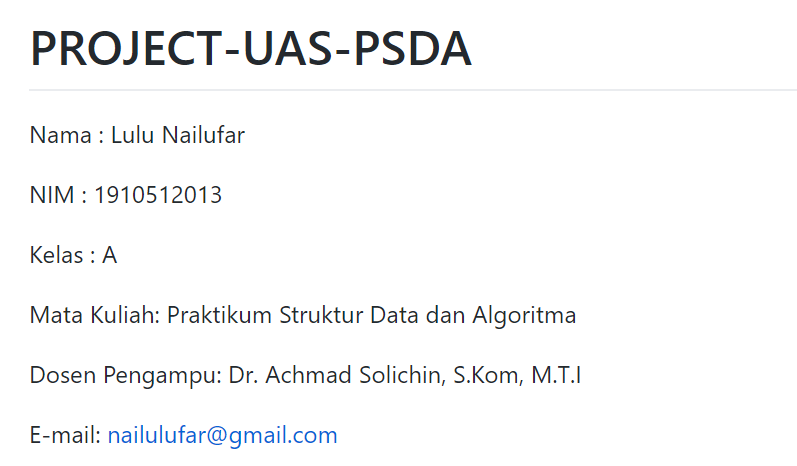 PROJECT-UAS-PSDA
Nama : Lulu Nailufar
NIM : 1910512013
Kelas : A
Mata Kuliah: Praktikum Struktur Data dan Algoritma
Dosen Pengampu: Dr. Achmad Solichin, S.Kom, M.T.I
E-mail: nailulufar@gmail.com